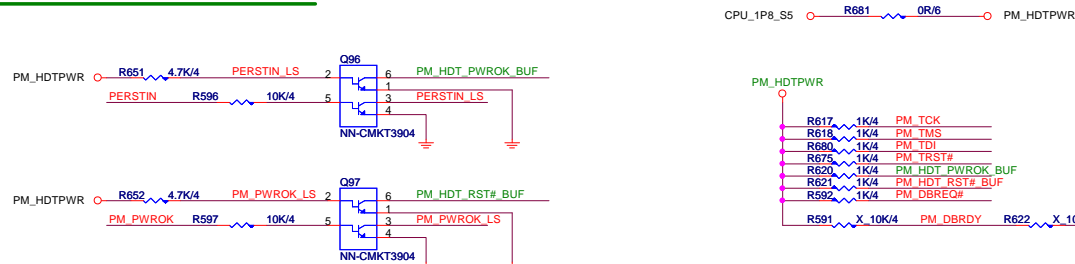 CPU_1P8_S5 R681 0R/6 PM_HDTPWR
Q96
PM_HDTPWR R651 4.7K/4 PERSTIN_LS 2 6 PM_HDT_PWROK_BUF
1
PERSTIN R596 10K/4 5 3 PERSTIN_LS
4
NN-CMKT3904
Q97
PM_HDTPWR R652 4.7K/4 PM_PWROK_LS 2 6 PM_HDT_RST#_BUF
1
PM_PWROK R597 10K/4 5 3 PM_PWROK_LS
4
NN-CMKT3904
PM_HDTPWR
R617 1K/4 PM_TCK
R618 1K/4 PM_TMS
R680 1K/4 PM_TDI
R675 1K/4 PM_TRST#
R620 1K/4 PM_HDT_PWROK_BUF
R621 1K/4 PM_HDT_RST#_BUF
R592 1K/4 PM_DBREQ#
R591 X_10K/4 PM_DBRDY R622